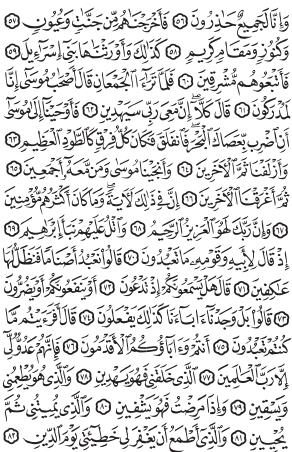 وَإِنَّا لَجَمِيعٌ حَٰذِرُونَ ٥٦ فَأَخْرَجْنَٰهُم مِّن جَنَّٰتٍ وَعُيُونٍ ٥٧
وَكُنُوزٍ وَمَقَامٍ كَرِيمٍ ٥٨ كَذَٰلِكَ وَأَوْرَثْنَٰهَا بَنِىٓ إِسْرَٰٓءِيلَ ٥٩
فَأَتْبَعُوهُم مُّشْرِقِينَ ٦٠ فَلَمَّا تَرَٰٓءَا ٱلْجَمْعَانِ قَالَ أَصْحَٰبُ مُوسَىٰٓ إِنَّا
لَمُدْرَكُونَ ٦١ قَالَ كَلَّآ إِنَّ مَعِىَ رَبِّى سَيَهْدِينِ ٦٢ فَأَوْحَيْنَآ إِلَىٰ مُوسَىٰٓ
أَنِ ٱضْرِب بِّعَصَاكَ ٱلْبَحْرَ فَٱنفَلَقَ فَكَانَ كُلُّ فِرْقٍ كَٱلطَّوْدِ ٱلْعَظِيمِ ٦٣
وَأَزْلَفْنَا ثَمَّ ٱلْءَاخَرِينَ ٦٤ وَأَنجَيْنَا مُوسَىٰ وَمَن مَّعَهُۥٓ أَجْمَعِينَ ٦٥
ثُمَّ أَغْرَقْنَا ٱلْءَاخَرِينَ ٦٦ إِنَّ فِى ذَٰلِكَ لَءَايَةً وَمَا كَانَ أَكْثَرُهُم مُّؤْمِنِينَ
٦٧ وَإِنَّ رَبَّكَ لَهُوَ ٱلْعَزِيزُ ٱلرَّحِيمُ ٦٨ وَٱتْلُ عَلَيْهِمْ نَبَأَ إِبْرَٰهِيمَ ٦٩
إِذْ قَالَ لِأَبِيهِ وَقَوْمِهِۦ مَا تَعْبُدُونَ ٧٠ قَالُوا۟ نَعْبُدُ أَصْنَامًا فَنَظَلُّ لَهَا
عَٰكِفِينَ ٧١ قَالَ هَلْ يَسْمَعُونَكُمْ إِذْ تَدْعُونَ ٧٢ أَوْ يَنفَعُونَكُمْ أَوْ يَضُرُّونَ
٧٣ قَالُوا۟ بَلْ وَجَدْنَآ ءَابَآءَنَا كَذَٰلِكَ يَفْعَلُونَ ٧٤ قَالَ أَفَرَءَيْتُم مَّا
كُنتُمْ تَعْبُدُونَ ٧٥ أَنتُمْ وَءَابَآؤُكُمُ ٱلْأَقْدَمُونَ ٧٦ فَإِنَّهُمْ عَدُوٌّ لِّىٓ
إِلَّا رَبَّ ٱلْعَٰلَمِينَ ٧٧ ٱلَّذِى خَلَقَنِى فَهُوَ يَهْدِينِ ٧٨ وَٱلَّذِى هُوَ يُطْعِمُنِى
وَيَسْقِينِ ٧٩ وَإِذَا مَرِضْتُ فَهُوَ يَشْفِينِ ٨٠ وَٱلَّذِى يُمِيتُنِى ثُمَّ
يُحْيِينِ ٨١ وَٱلَّذِىٓ أَطْمَعُ أَن يَغْفِرَ لِى خَطِيٓـَٔتِى يَوْمَ ٱلدِّينِ ٨٢